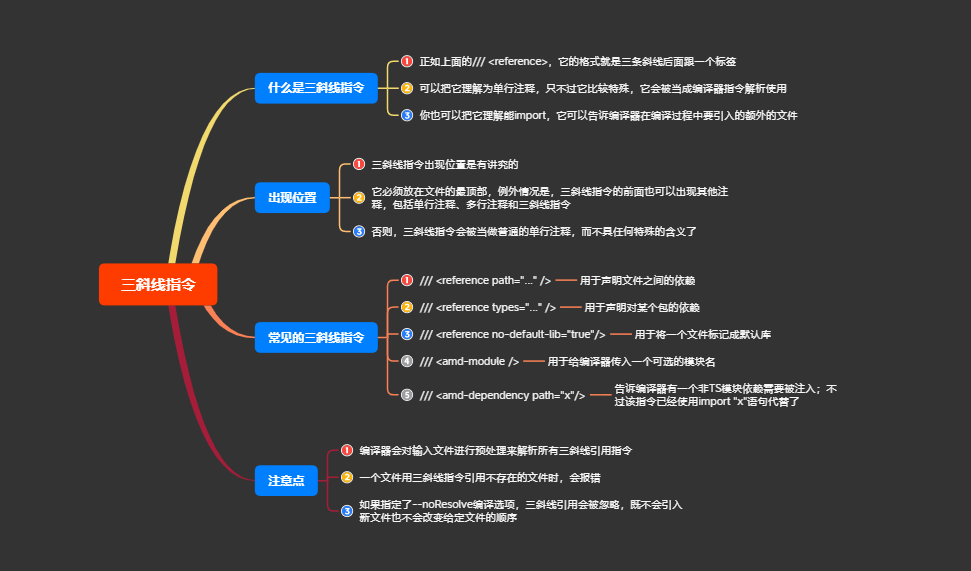 三斜线指令
什么是三斜线指令
1 正如上面的/// <reference>，它的格式就是三条斜线后面跟一个标签
2 可以把它理解为单行注释，只不过它比较特殊，它会被当成编译器指令解析使用
3 你也可以把它理解能import，它可以告诉编译器在编译过程中要引入的额外的文件
出现位置
1 三斜线指令出现位置是有讲究的
2 它必须放在文件的最顶部，例外情况是，三斜线指令的前面也可以出现其他注
释，包括单行注释、多行注释和三斜线指令
3 否则，三斜线指令会被当做普通的单行注释，而不具任何特殊的含义了
常见的三斜线指令
1 /// <reference path="..." /> 用于声明文件之间的依赖
2 /// <reference types="..." /> 用于声明对某个包的依赖
3 /// <reference no-default-lib="true"/> 用于将一个文件标记成默认库
4 /// <amd-module /> 用于给编译器传入一个可选的模块名
5 /// <amd-dependency path="x"/> 告诉编译器有一个非TS模块依赖需要被注入；不
过该指令已经使用import "x"语句代替了
注意点
1 编译器会对输入文件进行预处理来解析所有三斜线引用指令
2 一个文件用三斜线指令引用不存在的文件时，会报错
3 如果指定了--noResolve编译选项，三斜线引用会被忽略，既不会引入
新文件也不会改变给定文件的顺序